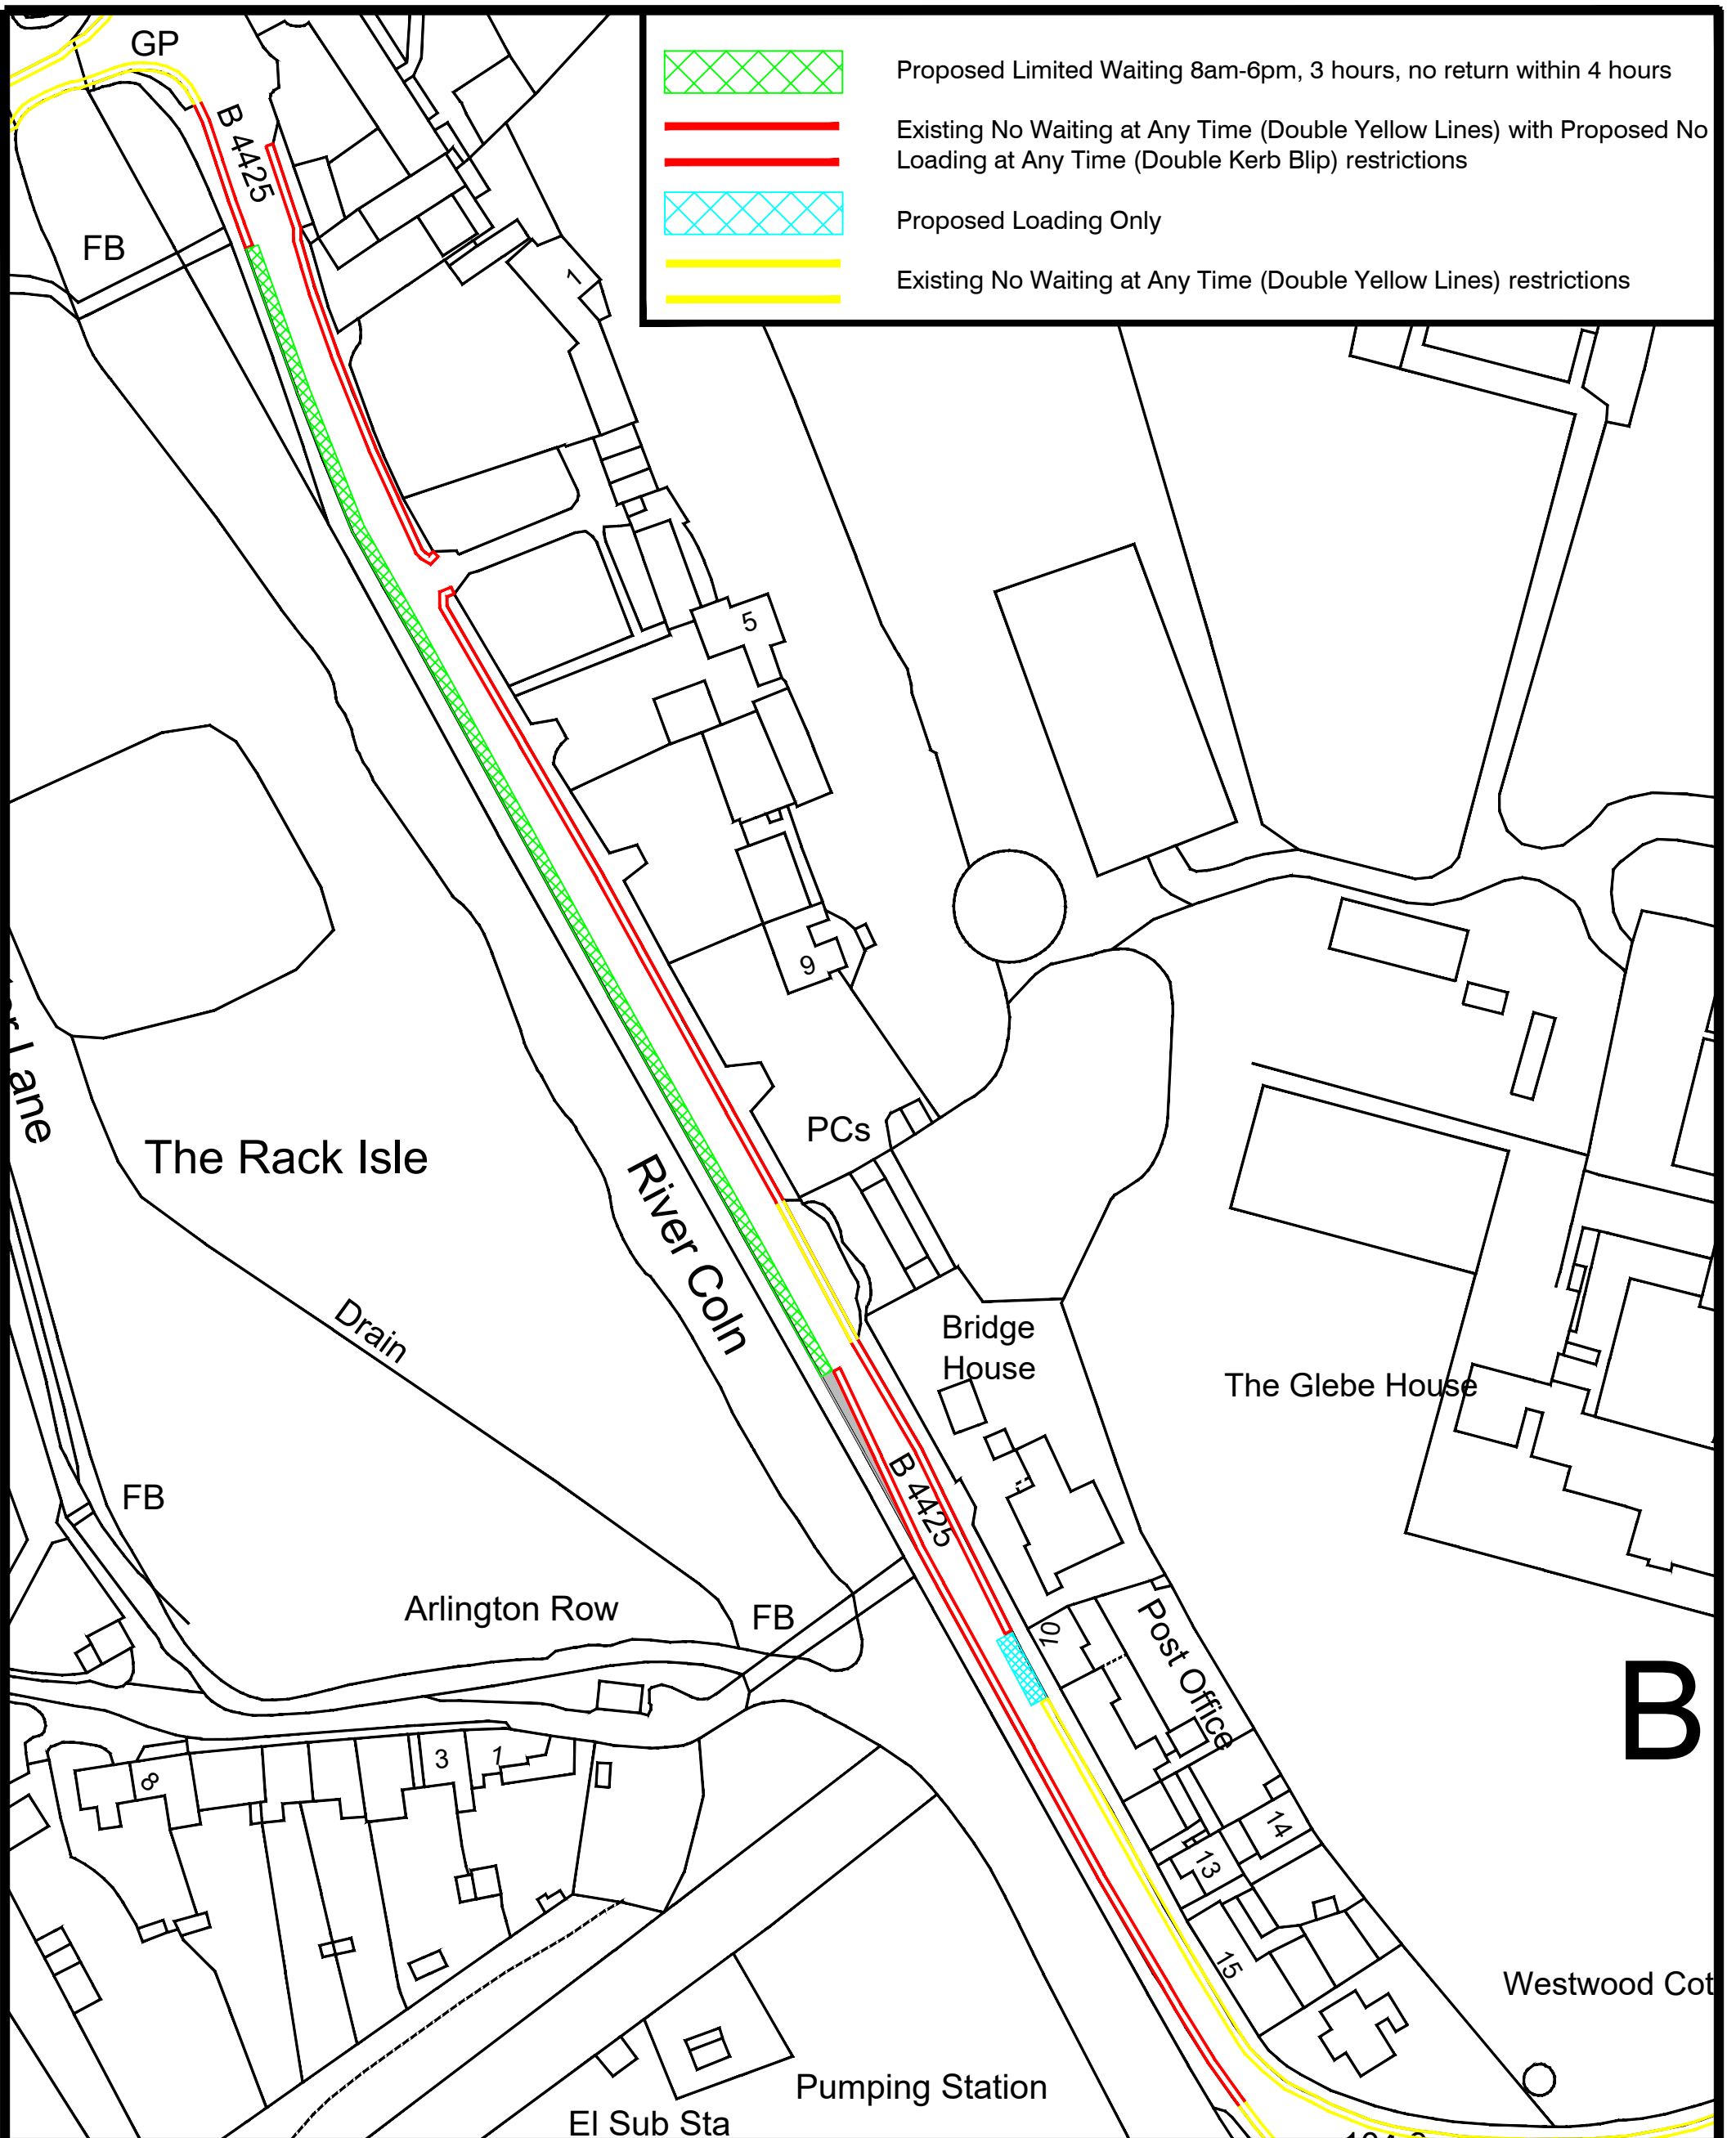 GP
Proposed Limited Waiting 8am-6pm, 3 hours, no return within 4 hours
Existing No Waiting at Any Time (Double Yellow Lines) with Proposed No
Loading at Any Time (Double Kerb Blip) restrictions
Proposed Loading Only
Existing No Waiting at Any Time (Double Yellow Lines) restrictions
B 4425
FB
1
5
9
Lane
PCs
The Rack Isle
River Coln
Drain
Bridge
House
The Glebe House
FB
B 4425
Arlington Row
FB
10
Post Office
B
8
3
1
14
13
15
Westwood Cot
Pumping Station
El Sub Sta